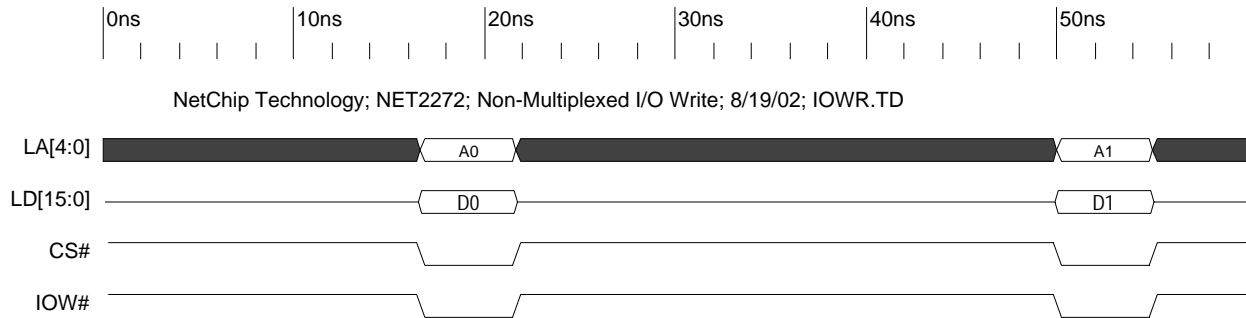 0ns 10ns 20ns 30ns 40ns 50ns
NetChip Technology; NET2272; Non-Multiplexed I/O Write; 8/19/02; IOWR.TD
LA[4:0] A0 A1
LD[15:0] D0 D1
CS#
IOW#